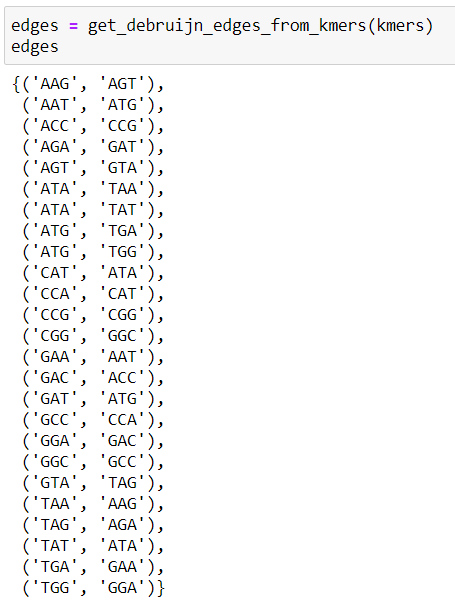 edges = get_debruijn_edges_from_kmers(kmers)
edges
{('AAG', 'AGT'),
('AAT', 'ATG'),
('ACC', 'CCG'),
('AGA', 'GAT'),
('AGT', 'GTA'),
('ATA', 'TAA'),
('ATA', 'TAT'),
('ATG', 'TGA'),
('ATG', 'TGG'),
('CAT', 'ATA'),
('CCA', 'CAT'),
('CCG', 'CGG'),
('CGG', 'GGC'),
('GAA', 'AAT'),
('GAC', 'ACC'),
('GAT', 'ATG'),
('GCC', 'CCA'),
('GGA', 'GAC'),
('GGC', 'GCC'),
('GTA', 'TAG'),
('TAA', 'AAG'),
('TAG', 'AGA'),
('TAT', 'ATA'),
('TGA', 'GAA'),
('TGG', 'GGA')}